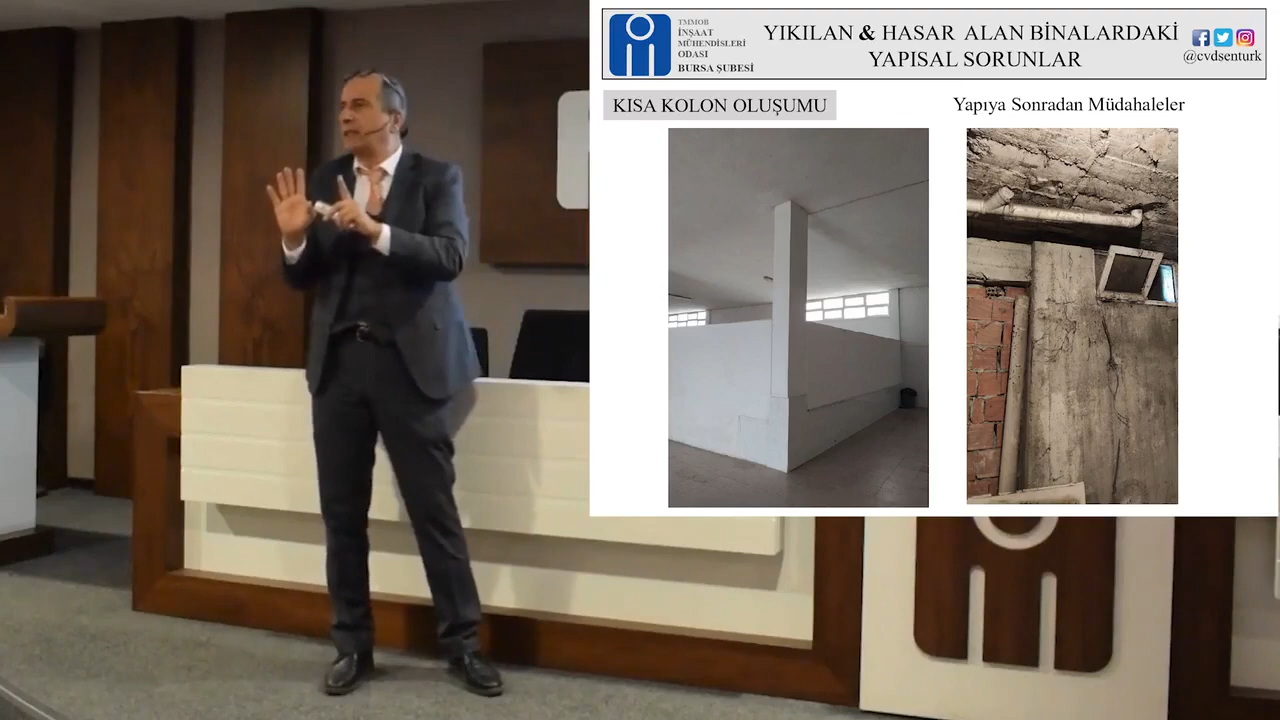 TMMOB
İNŞAAT
MÜHENDİSLERİ
ODASI
BURSA ŞUBESİ
YIKILAN & HASAR ALAN BİNALARDAKİ
YAPISAL SORUNLAR
@cvdsenturk
KISA KOLON OLUŞUMU
Yapıya Sonradan Müdahaleler